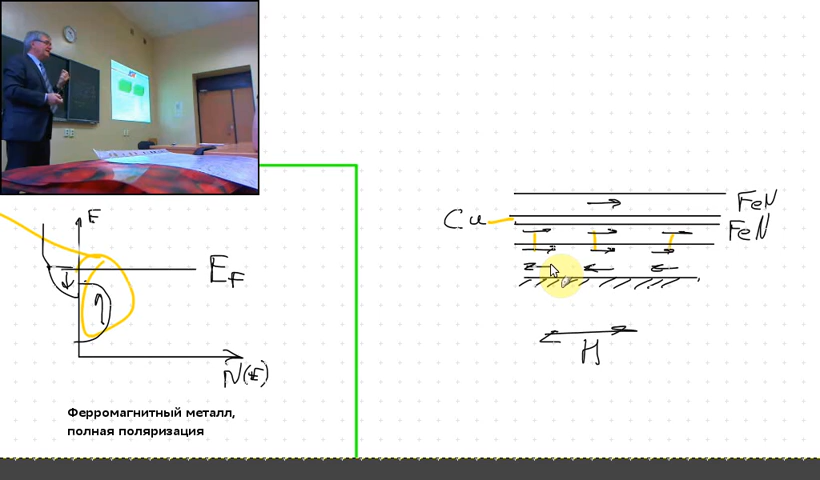 E
E_F
N(E)
Ферромагнитный металл,
полная поляризация
Cu
FeN
FeN
H